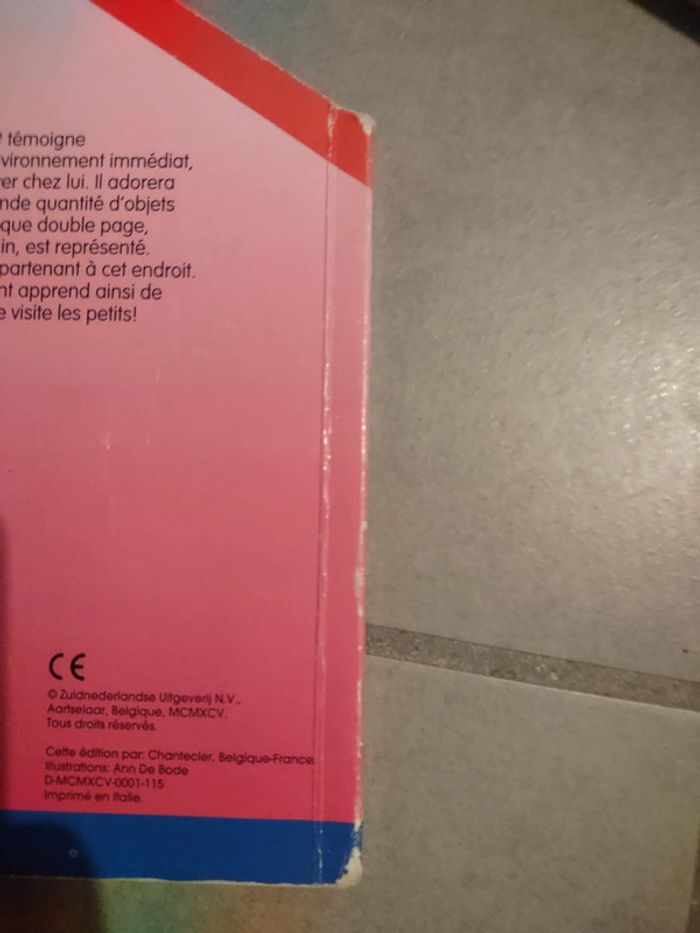 t témoigne
vironnement immédiat,
er chez lui. Il adorera
nde quantité d'objets
que double page,
in, est représenté.
partenant à cet endroit.
nt apprend ainsi de
e visite les petits!
CE
© Zuidnederlandse Uitgeverij N.V.,
Aartselaar, Belgique, MCMXCV.
Tous droits réservés.
Cette édition par: Chantecler, Belgique-France.
Illustrations: Ann De Bode
D-MCMXCV-0001-115
Imprimé en Italie.